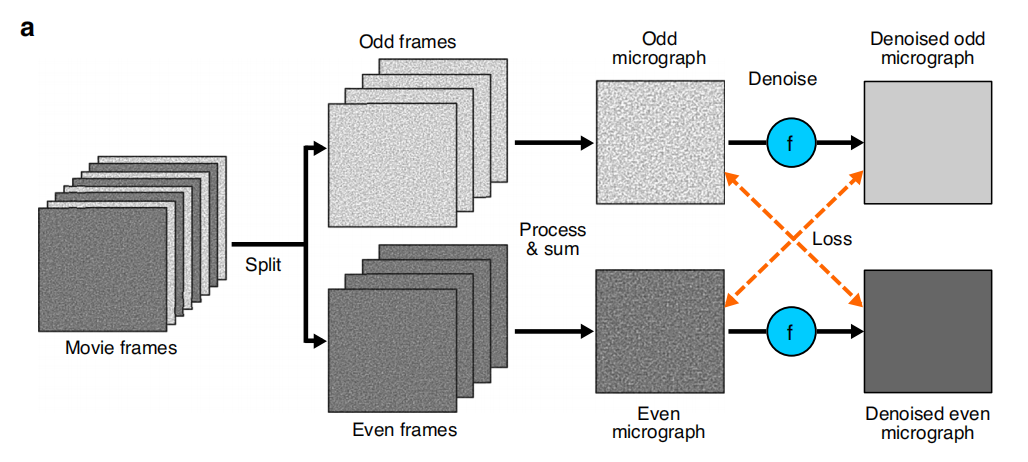 a
Odd frames
Odd
micrograph
Denoised odd
micrograph
Denoise
f
Movie frames
Split
Process
& sum
Loss
f
Even frames
Even
micrograph
Denoised even
micrograph